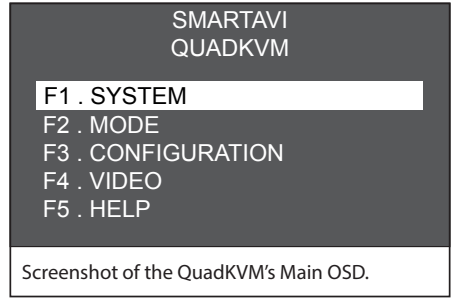 SMARTAVI
QUADKVM
F1 . SYSTEM
F2 . MODE
F3 . CONFIGURATION
F4 . VIDEO
F5 . HELP
Screenshot of the QuadKVM's Main OSD.